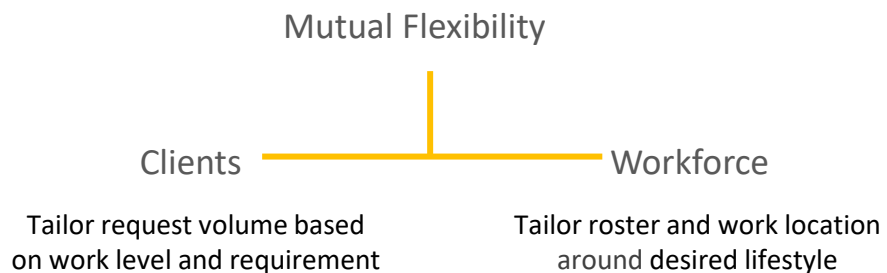 Mutual Flexibility
Clients
Workforce
Tailor request volume based
on work level and requirement
Tailor roster and work location
around desired lifestyle